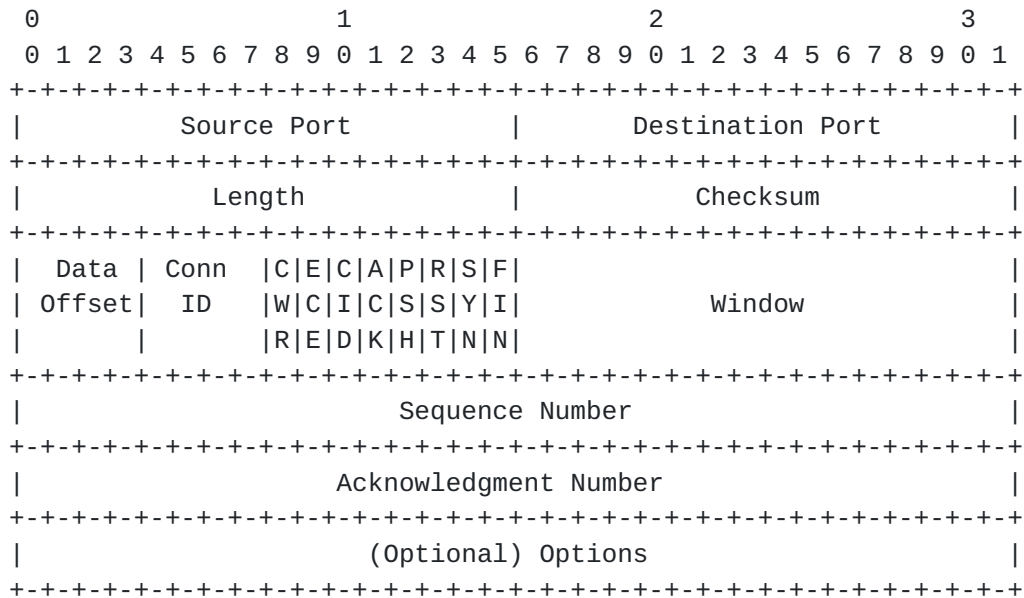 0                   1                   2                   3
 0 1 2 3 4 5 6 7 8 9 0 1 2 3 4 5 6 7 8 9 0 1 2 3 4 5 6 7 8 9 0 1
+-+-+-+-+-+-+-+-+-+-+-+-+-+-+-+-+-+-+-+-+-+-+-+-+-+-+-+-+-+-+-+-+
|          Source Port          |       Destination Port        |
+-+-+-+-+-+-+-+-+-+-+-+-+-+-+-+-+-+-+-+-+-+-+-+-+-+-+-+-+-+-+-+-+
|            Length             |           Checksum            |
+-+-+-+-+-+-+-+-+-+-+-+-+-+-+-+-+-+-+-+-+-+-+-+-+-+-+-+-+-+-+-+-+
|  Data | Conn  |C|E|C|A|P|R|S|F|                               |
| Offset|  ID   |W|C|I|C|S|S|Y|I|            Window             |
|       |       |R|E|D|K|H|T|N|N|                               |
+-+-+-+-+-+-+-+-+-+-+-+-+-+-+-+-+-+-+-+-+-+-+-+-+-+-+-+-+-+-+-+-+
|                        Sequence Number                        |
+-+-+-+-+-+-+-+-+-+-+-+-+-+-+-+-+-+-+-+-+-+-+-+-+-+-+-+-+-+-+-+-+
|                    Acknowledgment Number                      |
+-+-+-+-+-+-+-+-+-+-+-+-+-+-+-+-+-+-+-+-+-+-+-+-+-+-+-+-+-+-+-+-+
|                      (Optional) Options                       |
+-+-+-+-+-+-+-+-+-+-+-+-+-+-+-+-+-+-+-+-+-+-+-+-+-+-+-+-+-+-+-+-+